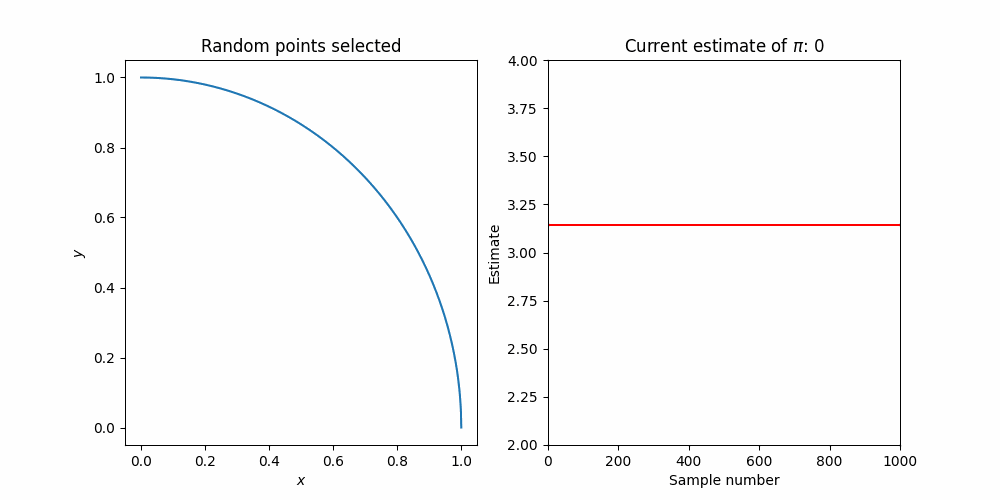 Random points selected
1.0
0.8
0.6
0.4
0.2
0.0
y
0.0 0.2 0.4 0.6 0.8 1.0
x
Current estimate of π: 0
4.00
3.75
3.50
3.25
3.00
2.75
2.50
2.25
2.00
Estimate
0 200 400 600 800 1000
Sample number